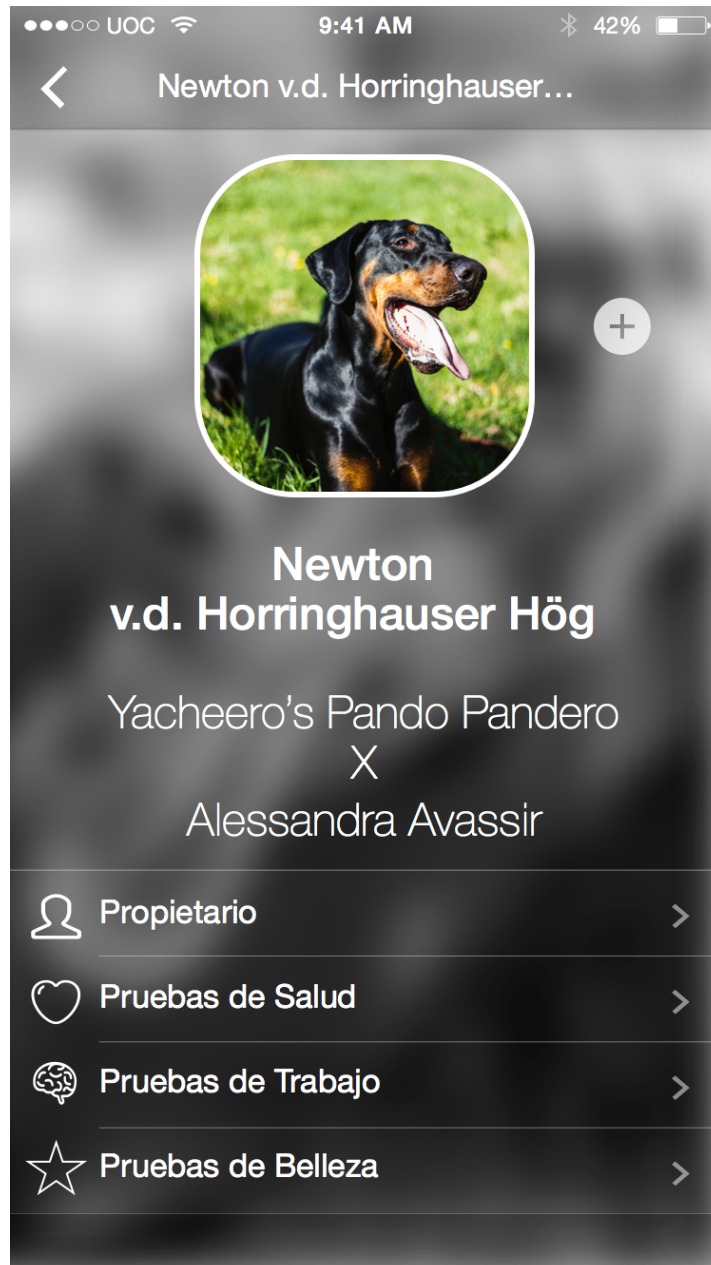 UOC 9:41 AM 42%
Newton v.d. Horringhauser...
Newton
v.d. Horringhauser Hög
Yacheero's Pando Pandero
X
Alessandra Avassir
Propietario
Pruebas de Salud
Pruebas de Trabajo
Pruebas de Belleza